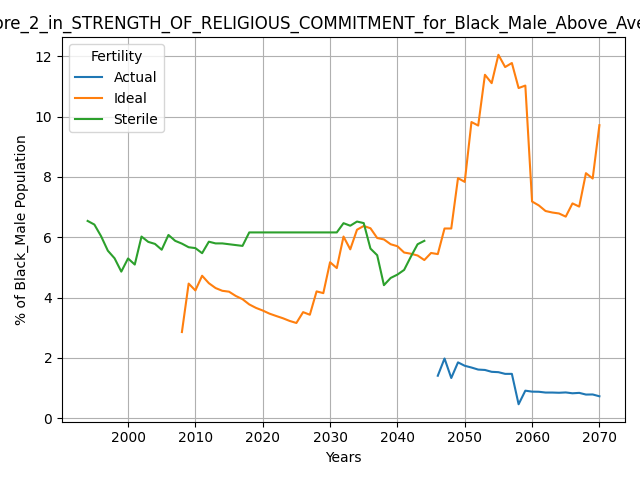 ore_2_in_STRENGTH_OF_RELIGIOUS_COMMITMENT_for_Black_Male_Above_Ave
Fertility
Actual
Ideal
Sterile
% of Black_Male Population
12
10
8
6
4
2
0
2000 2010 2020 2030 2040 2050 2060 2070
Years